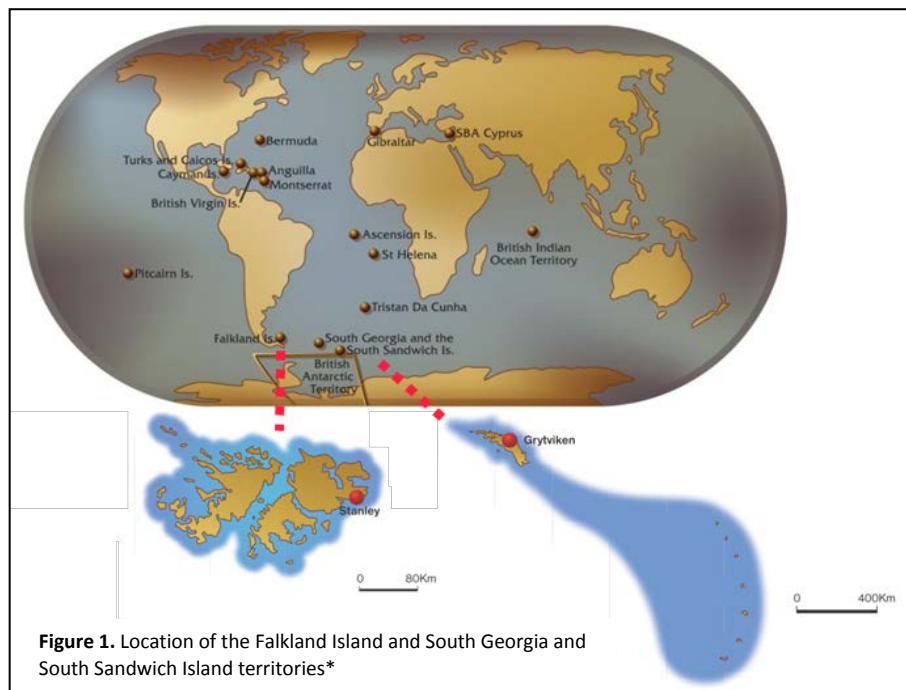 Bermuda
Gibraltar
SBA Cyprus
Turks and Caicos Is.
Cayman Is.
Anguilla
Montserrat
British Virgin Is.
Ascension Is.
St Helena
British Indian
Ocean Territory
Pitcairn Is.
Tristan Da Cunha
Falkland Is.
South Georgia and the
South Sandwich Is.
British
Antarctic
Territory
Grytviken
Stanley
0 80Km
0 400Km
Figure 1. Location of the Falkland Island and South Georgia and
South Sandwich Island territories*